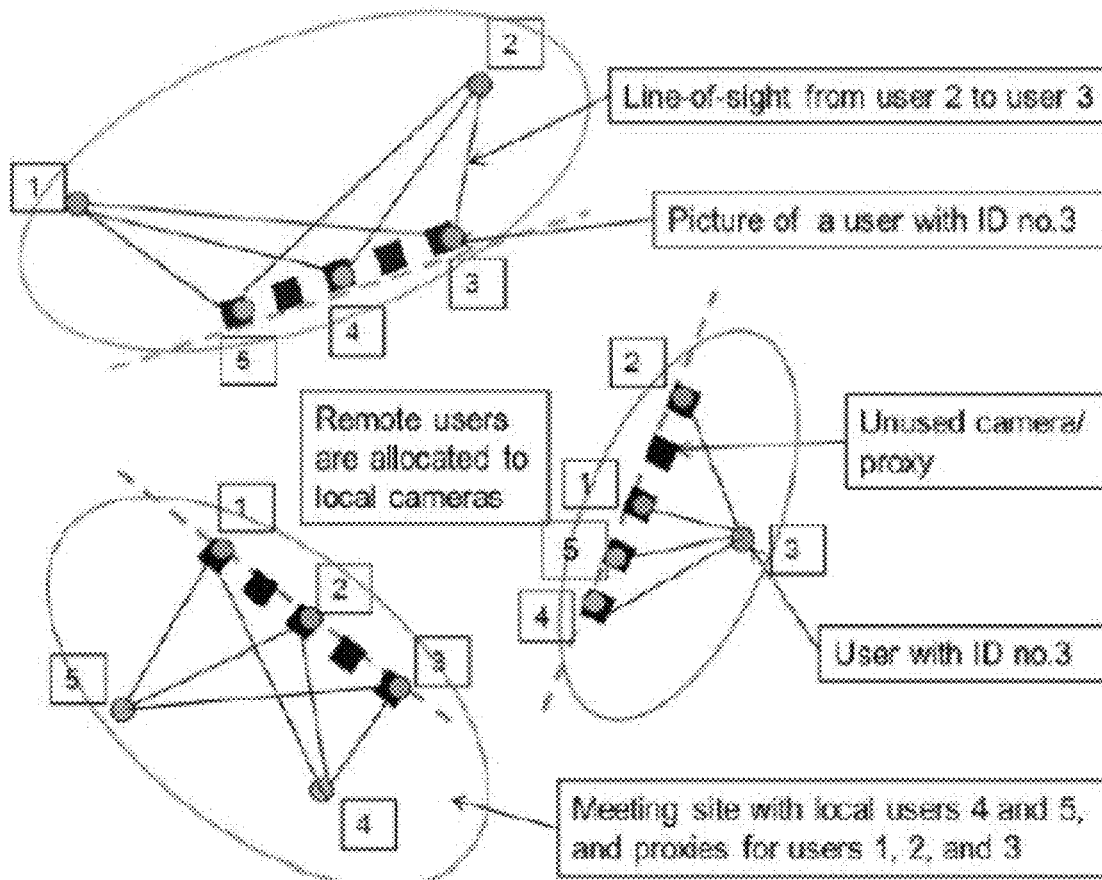 2
Line-of-sight from user 2 to user 3
1
Picture of a user with ID no.3
3
4
5
2
Remote users
are allocated to
local cameras
Unused camera/
proxy
1
1
5
3
2
4
3
5
User with ID no.3
4
Meeting site with local users 4 and 5,
and proxies for users 1, 2, and 3